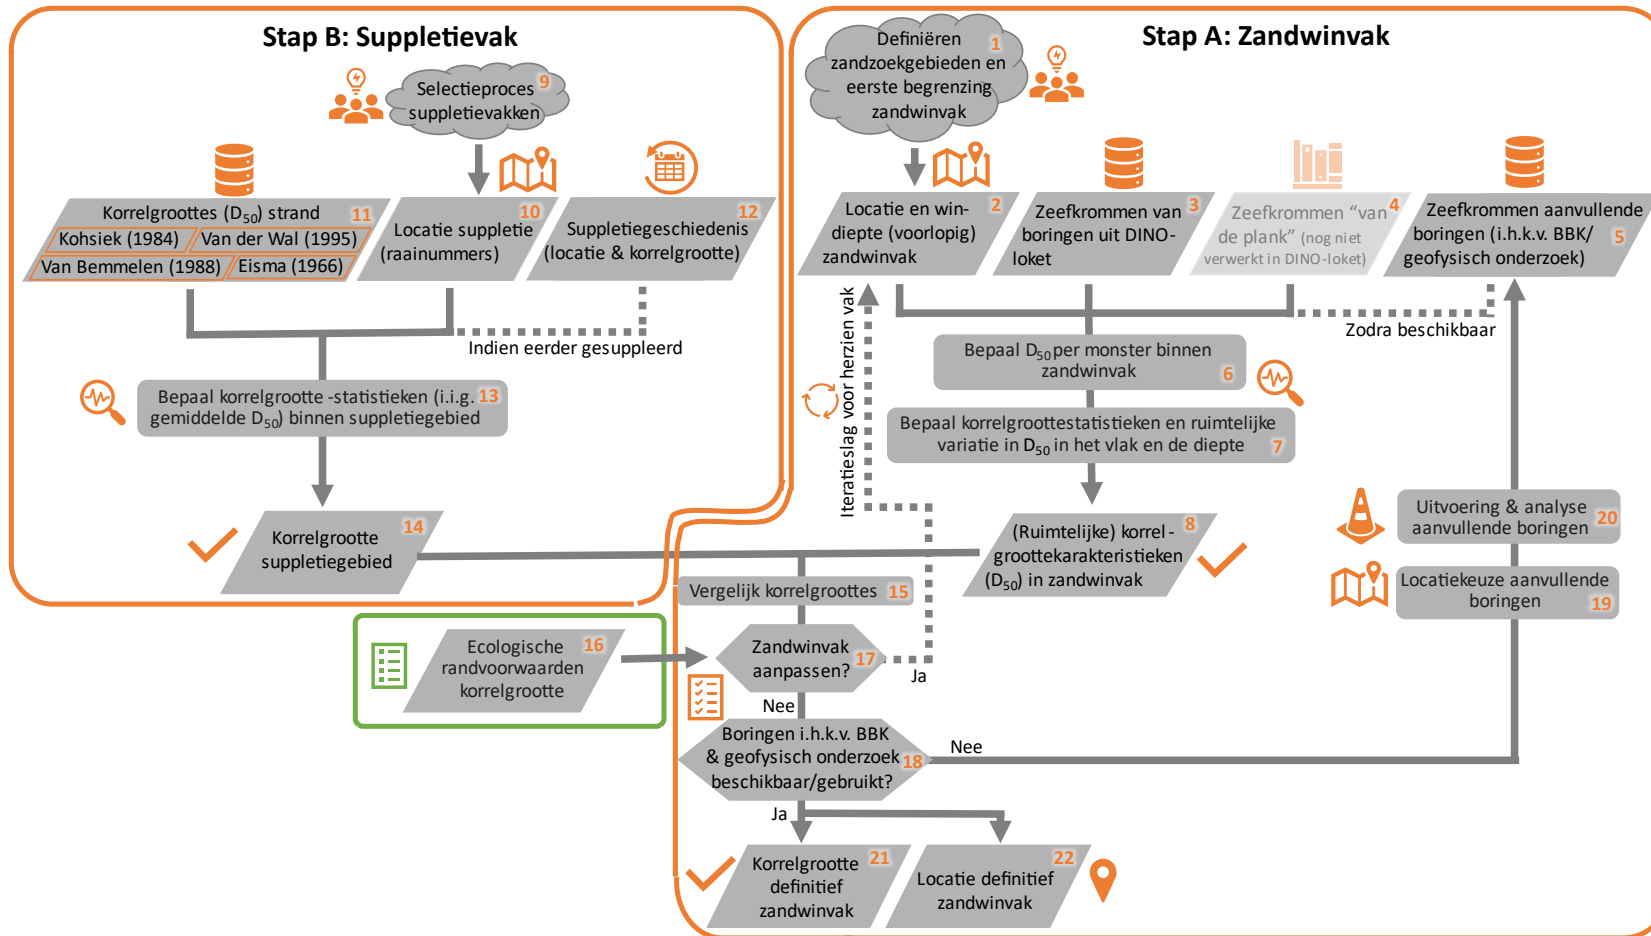 Stap B: Suppletievak
Selectieproces 9
suppletievakken
Korrelgroottes (D50) strand 11
Kohsiek (1984) Van der Wal (1995)
Van Bemmelen (1988) Eisma (1966)
10
Locatie suppletie
(raainummers)
12
Suppletiegeschiedenis
(locatie & korrelgrootte)
Indien eerder gesuppleerd
Bepaal korrelgrootte -statistieken (i.i.g. 13
gemiddelde D50) binnen suppletiegebied
14
Korrelgrootte
suppletiegebied
Stap A: Zandwinvak
Definiëren 1
zandzoekgebieden en
eerste begrenzing
zandwinvak
2
Locatie en win-
diepte (voorlopig)
zandwinvak
3
Zeefkrommen van
boringen uit DINO-
loket
4
Zeefkrommen “van
de plank” (nog niet
verwerkt in DINO-loket)
Zeefkrommen aanvullende
boringen (i.h.k.v. BBK/ 5
geofysisch onderzoek)
Zodra beschikbaar
Iteratieslag voor herzien vak
Bepaal D50 per monster binnen
zandwinvak 6
Bepaal korrelgroottestatistieken en ruimtelijke
variatie in D50 in het vlak en de diepte 7
(Ruimtelijke) korrel- 8
groottekarakteristieken
(D50) in zandwinvak
Uitvoering & analyse
aanvullende boringen 20
Locatiekeuze aanvullende
boringen 19
Vergelijk korrelgroottes 15
Ecologische 16
randvoorwaarden
korrelgrootte
Zandwinvak
aanpassen? 17
Ja
Nee
Boringen i.h.k.v. BBK
& geofysisch onderzoek 18
beschikbaar/gebruikt?
Nee
Ja
Korrelgrootte 21
definitief
zandwinvak
22
Locatie definitief
zandwinvak